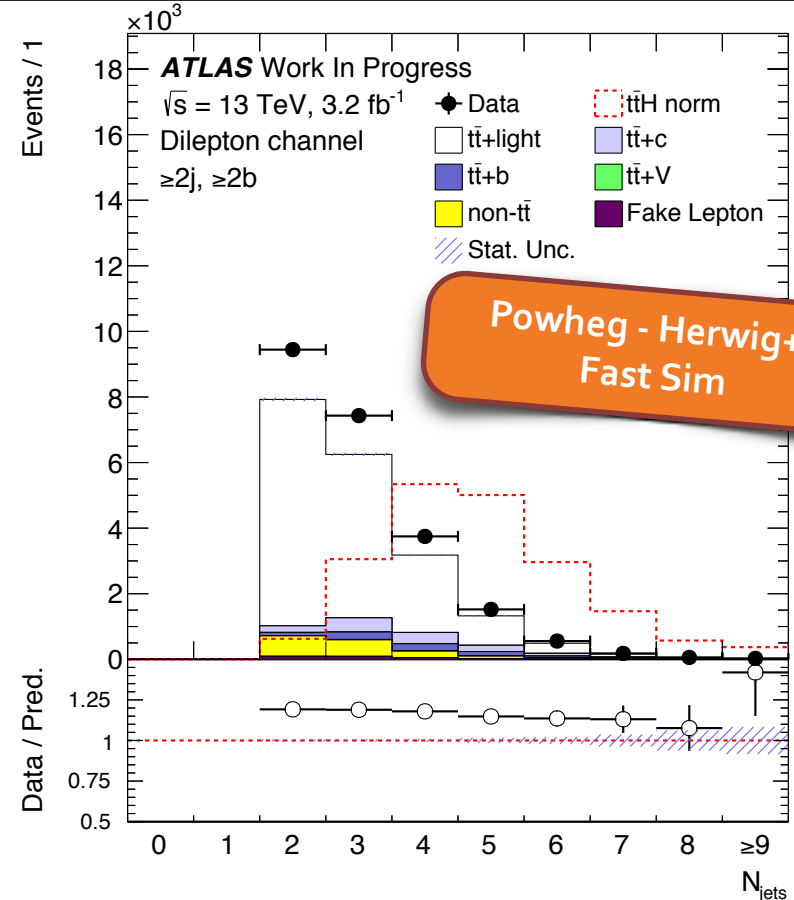 ×10³
Events / 1
18
16
14
12
10
8
6
4
2
0
ATLAS Work In Progress
√s = 13 TeV, 3.2 fb⁻¹
Dilepton channel
≥2j, ≥2b
Data
tt̄H norm
tt̄+light
tt̄+c
tt̄+b
tt̄+V
non-tt̄
Fake Lepton
Stat. Unc.
Powheg - Herwig+
Fast Sim
Data / Pred.
1.25
1
0.75
0.5
0 1 2 3 4 5 6 7 8 ≥9
N_jets